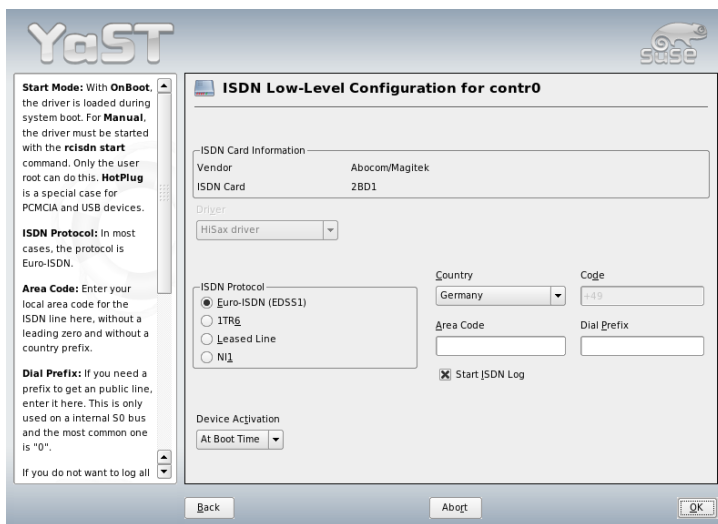 YaST
SUSE
Start Mode: With OnBoot,
the driver is loaded during
system boot. For Manual,
the driver must be started
with the rcisdn start
command. Only the user
root can do this. HotPlug
is a special case for
PCMCIA and USB devices.
ISDN Protocol: In most
cases, the protocol is
Euro-ISDN.
Area Code: Enter your
local area code for the
ISDN line here, without a
leading zero and without a
country prefix.
Dial Prefix: If you need a
prefix to get an public line,
enter it here. This is only
used on a internal S0 bus
and the most common one
is "0".
If you do not want to log all
ISDN Low-Level Configuration for contr0
ISDN Card Information
Vendor Abocom/Magitek
ISDN Card 2BD1
Driver
HiSax driver
ISDN Protocol
Euro-ISDN (EDSS1)
1TR6
Leased Line
NI1
Country
Germany
Code
+49
Area Code
Dial Prefix
Start ISDN Log
Device Activation
At Boot Time
Back
Abort
OK